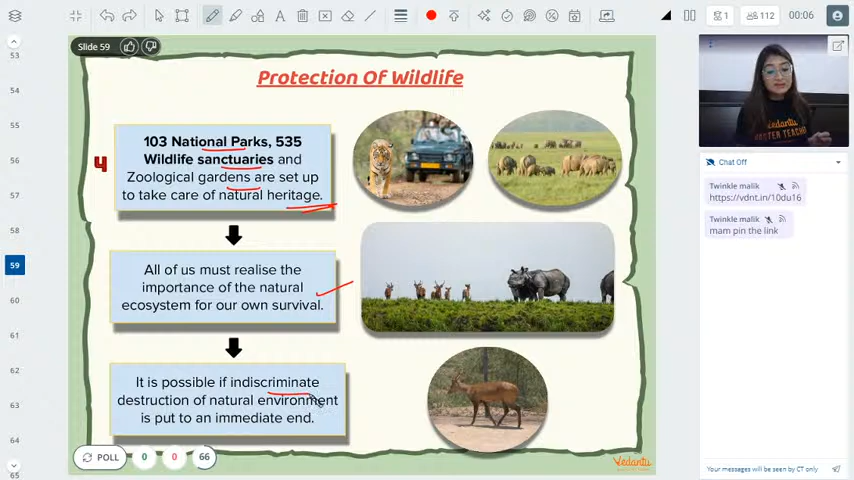 1
112
00:06
Slide 59
53
54
55
56
57
58
59
60
61
62
63
64
65
Protection Of Wildlife
4
103 National Parks, 535
Wildlife sanctuaries and
Zoological gardens are set up
to take care of natural heritage.
All of us must realise the
importance of the natural
ecosystem for our own survival.
It is possible if indiscriminate
destruction of natural environment
is put to an immediate end.
POLL
0
0
66
Vedantu
Chat Off
Twinkle malik
https://vdnt.in/10du16
Twinkle malik
mam pin the link
Your messages will be seen by CT only